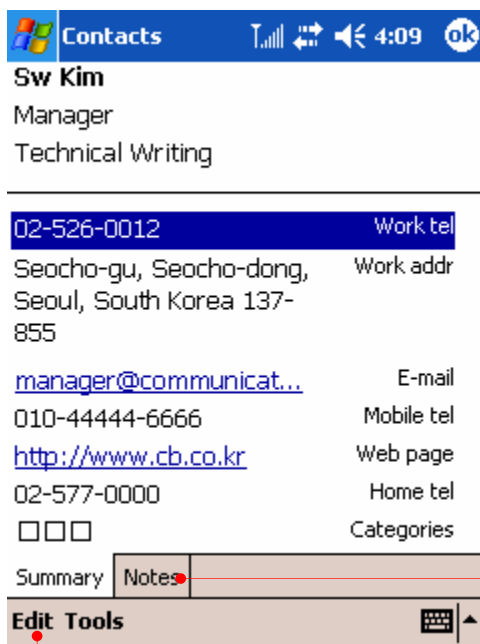 Contacts 4:09 ok
Sw Kim
Manager
Technical Writing
02-526-0012 Work tel
Seocho-gu, Seocho-dong, Work addr
Seoul, South Korea 137-
855
manager@communicat... E-mail
010-44444-6666 Mobile tel
http://www.cb.co.kr Web page
02-577-0000 Home tel
□□□ Categories
Summary Notes
Edit Tools